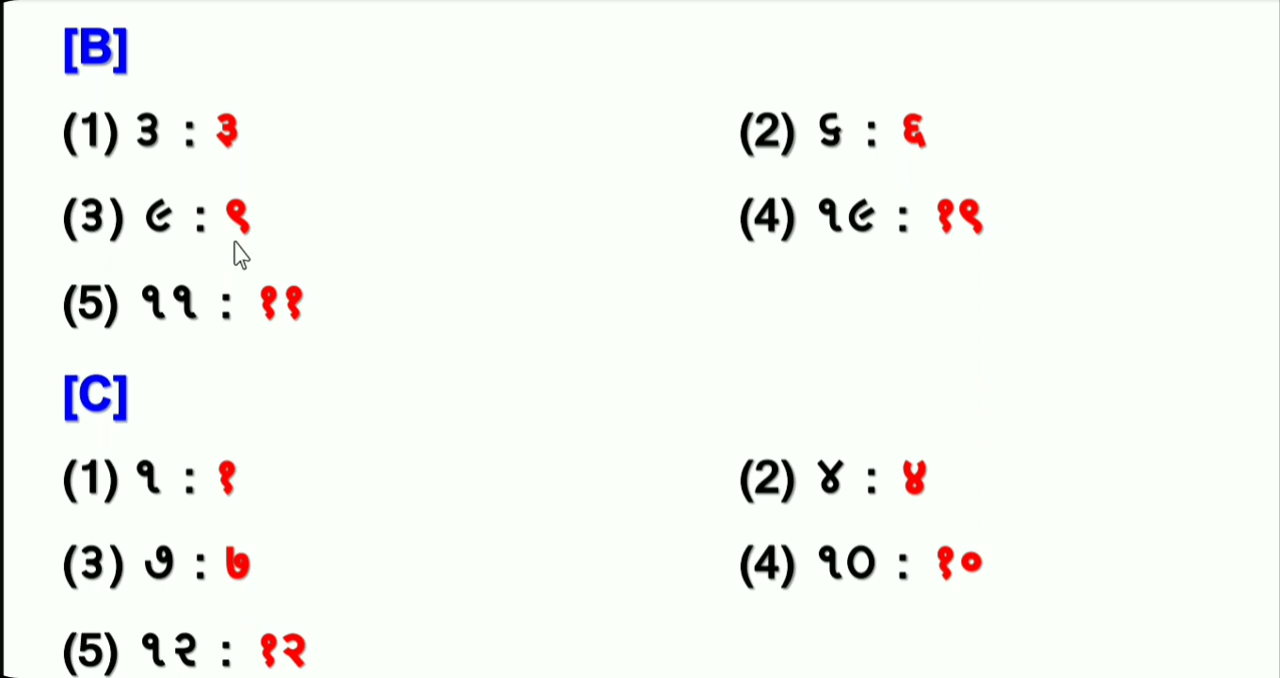 [B]
(1) ૩ : ३ (2) ૬ : ६
(3) ૯ : ९ (4) ૧૯ : १९
(5) ૧૧ : ११
[C]
(1) ૧ : १ (2) ૪ : ४
(3) ૭ : ७ (4) ૧૦ : १०
(5) ૧૨ : १२